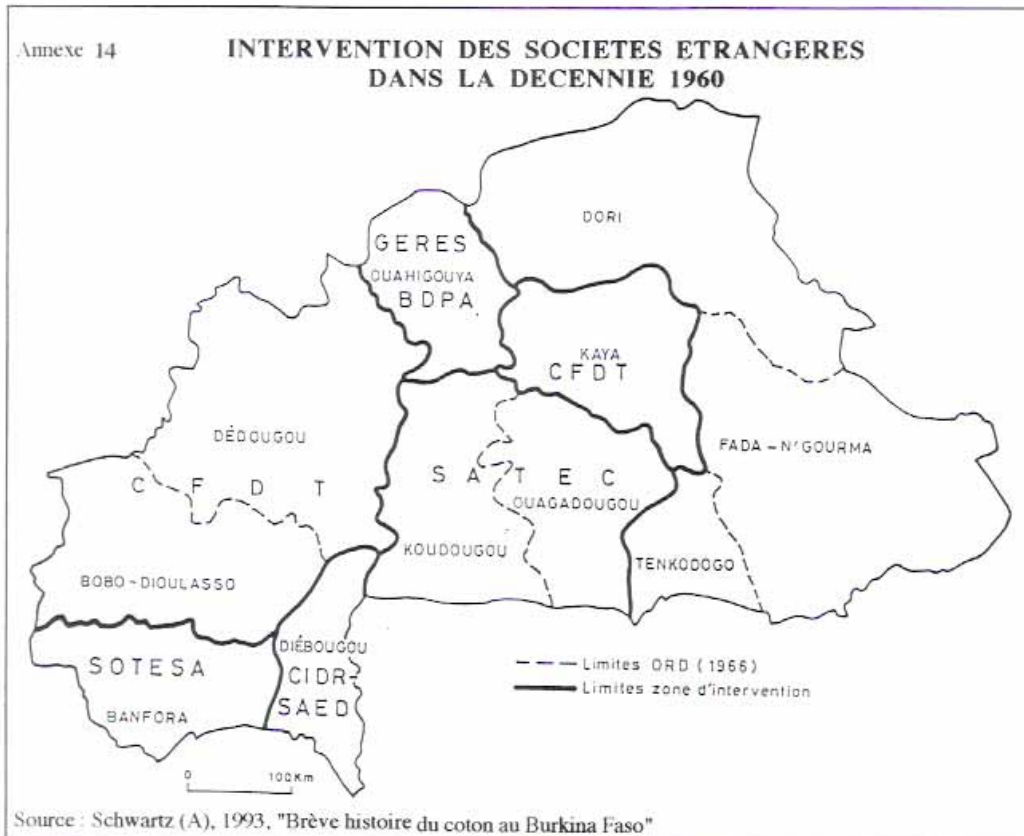 Annexe 14
INTERVENTION DES SOCIETES ETRANGERES
DANS LA DECENNIE 1960
DORI
GERES
OUAHIGOUYA
BDPA
KAYA
CFDT
DÉDOUGOU
FADA-N'GOURMA
C F D T
S A T E C
OUAGADOUGOU
KOUDOUGOU
TENKODOGO
BOBO-DIOULASSO
DIÉBOUGOU
SOTESA
CIDR-
SAED
BANFORA
Limites ORD (1966)
Limites zone d'intervention
0 100Km
Source : Schwartz (A), 1993, "Brève histoire du coton au Burkina Faso"